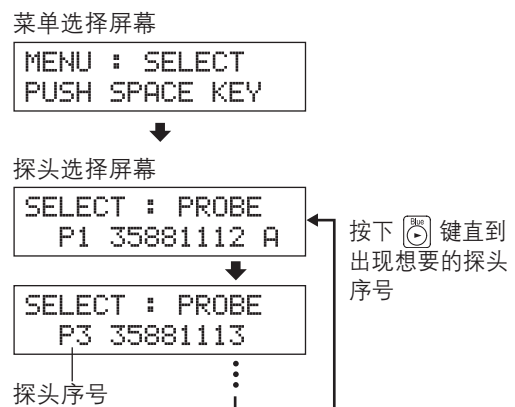 菜单选择屏幕
MENU : SELECT
PUSH SPACE KEY
探头选择屏幕
SELECT : PROBE
P1 35881112 A
按下 Blue 键直到
出现想要的探头
序号
SELECT : PROBE
P3 35881113
探头序号